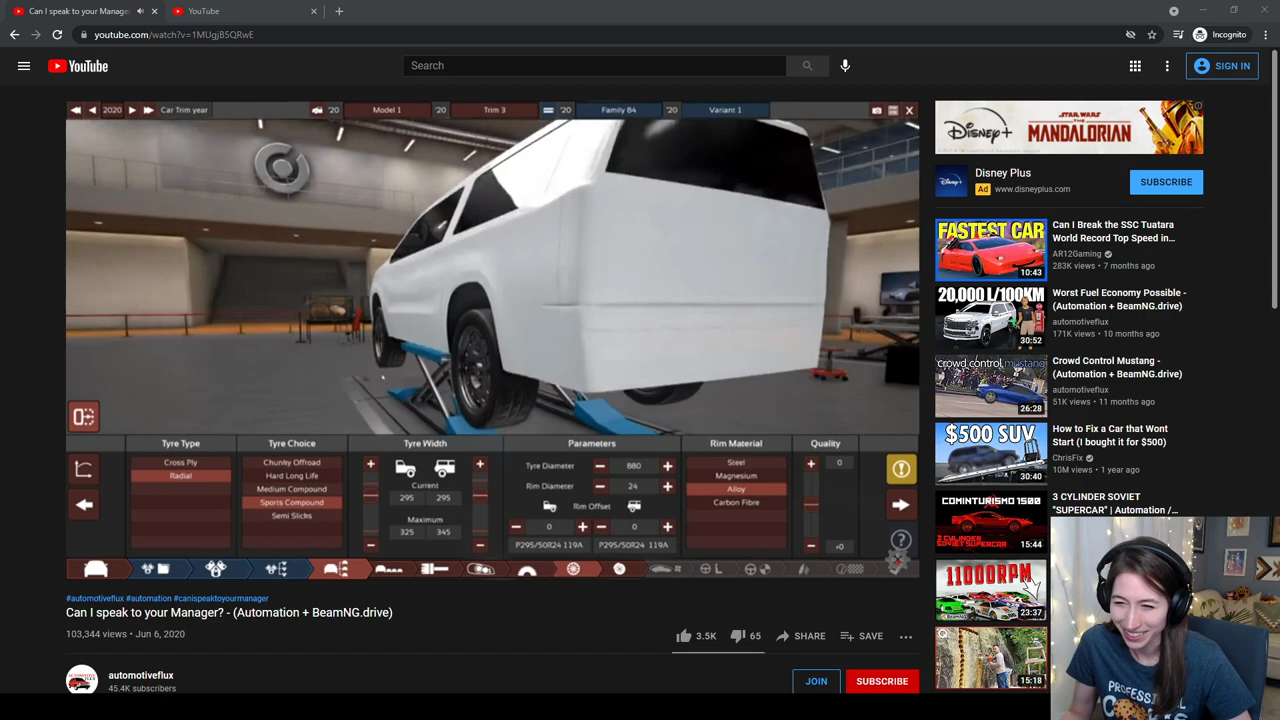 Can I speak to your Manage
YouTube
youtube.com/watch?v=1MUgjB5QRwE
Incognito
YouTube
Search
SIGN IN
2020 Car Trim year '20 Model 1 '20 Trim 3 '20 Family B4 '20 Variant 1
Tyre Type
Cross Ply
Radial
Tyre Choice
Chunky Offroad
Hard Long Life
Medium Compound
Sports Compound
Semi Slicks
Tyre Width
Current
295 295
Maximum
325 345
Parameters
Tyre Diameter 880
Rim Diameter 24
Rim Offset
0 0
P295/50R24 119A P295/50R24 119A
Rim Material
Steel
Magnesium
Alloy
Carbon Fibre
Quality
0
+0
#automotiveflux #automation #canispeaktoyourmanager
Can I speak to your Manager? - (Automation + BeamNG.drive)
103,344 views • Jun 6, 2020
3.5K 65 SHARE SAVE
automotiveflux
45.4K subscribers
JOIN SUBSCRIBE
Disney+
STAR WARS
THE
MANDALORIAN
Disney Plus
Ad www.disneyplus.com
SUBSCRIBE
FASTEST CAR
10:43
Can I Break the SSC Tuatara
World Record Top Speed in...
AR12Gaming
283K views • 7 months ago
20,000 L/100KM
30:52
Worst Fuel Economy Possible -
(Automation + BeamNG.drive)
automotiveflux
171K views • 10 months ago
crowd control mustang
26:28
Crowd Control Mustang -
(Automation + BeamNG.drive)
automotiveflux
51K views • 11 months ago
$500 SUV
30:40
How to Fix a Car that Wont
Start (I bought it for $500)
ChrisFix
10M views • 1 year ago
COMINTURISMO 1500
15:44
3 CYLINDER SOVIET
"SUPERCAR" | Automation /...
11000RPM
23:37
15:18
PROFESSIONAL